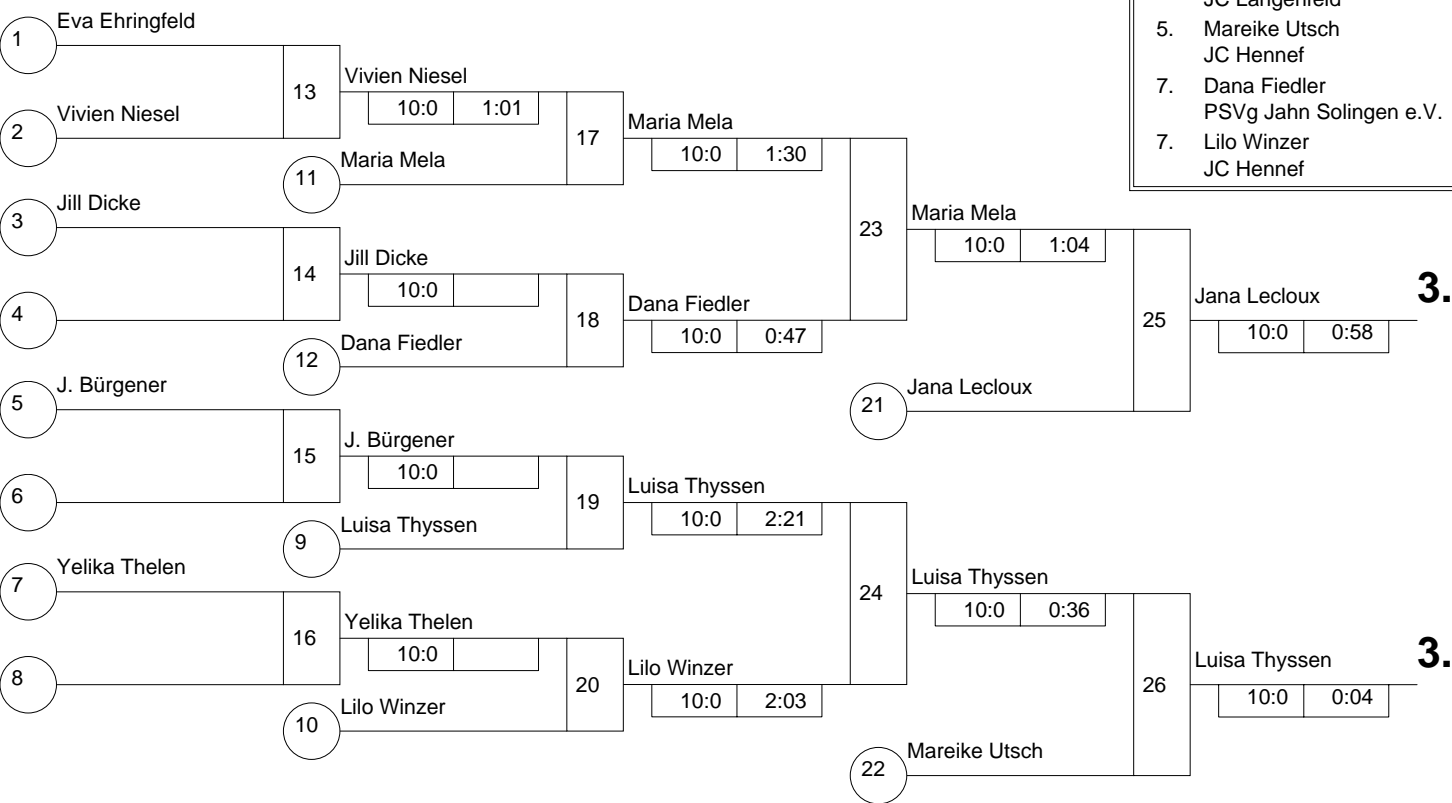 JC Langenfeld
5. Mareike Utsch
JC Hennef
7. Dana Fiedler
PSVg Jahn Solingen e.V.
7. Lilo Winzer
JC Hennef
1 Eva Ehringfeld
2 Vivien Niesel
13 Vivien Niesel
10:0 1:01
11 Maria Mela
17 Maria Mela
10:0 1:30
3 Jill Dicke
4
14 Jill Dicke
10:0
12 Dana Fiedler
18 Dana Fiedler
10:0 0:47
23 Maria Mela
10:0 1:04
21 Jana Lecloux
25 Jana Lecloux 3.
10:0 0:58
5 J. Bürgener
6
15 J. Bürgener
10:0
9 Luisa Thyssen
19 Luisa Thyssen
10:0 2:21
7 Yelika Thelen
8
16 Yelika Thelen
10:0
10 Lilo Winzer
20 Lilo Winzer
10:0 2:03
24 Luisa Thyssen
10:0 0:36
22 Mareike Utsch
26 Luisa Thyssen 3.
10:0 0:04